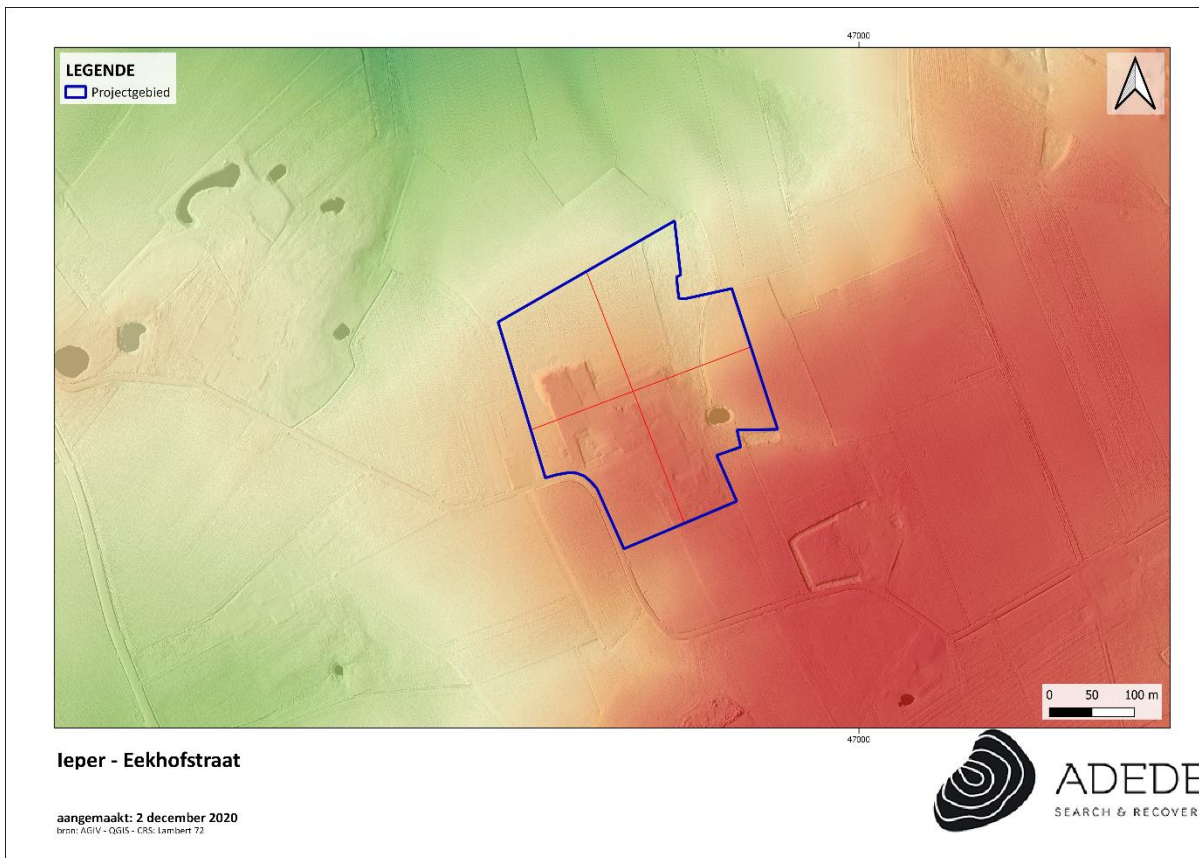 47000
LEGENDE
Projectgebied
0 50 100 m
47000
Ieper - Eekhofstraat
aangemaakt: 2 december 2020
bron: AGIV - QGIS - CRS: Lambert 72
ADEDE
SEARCH & RECOVER